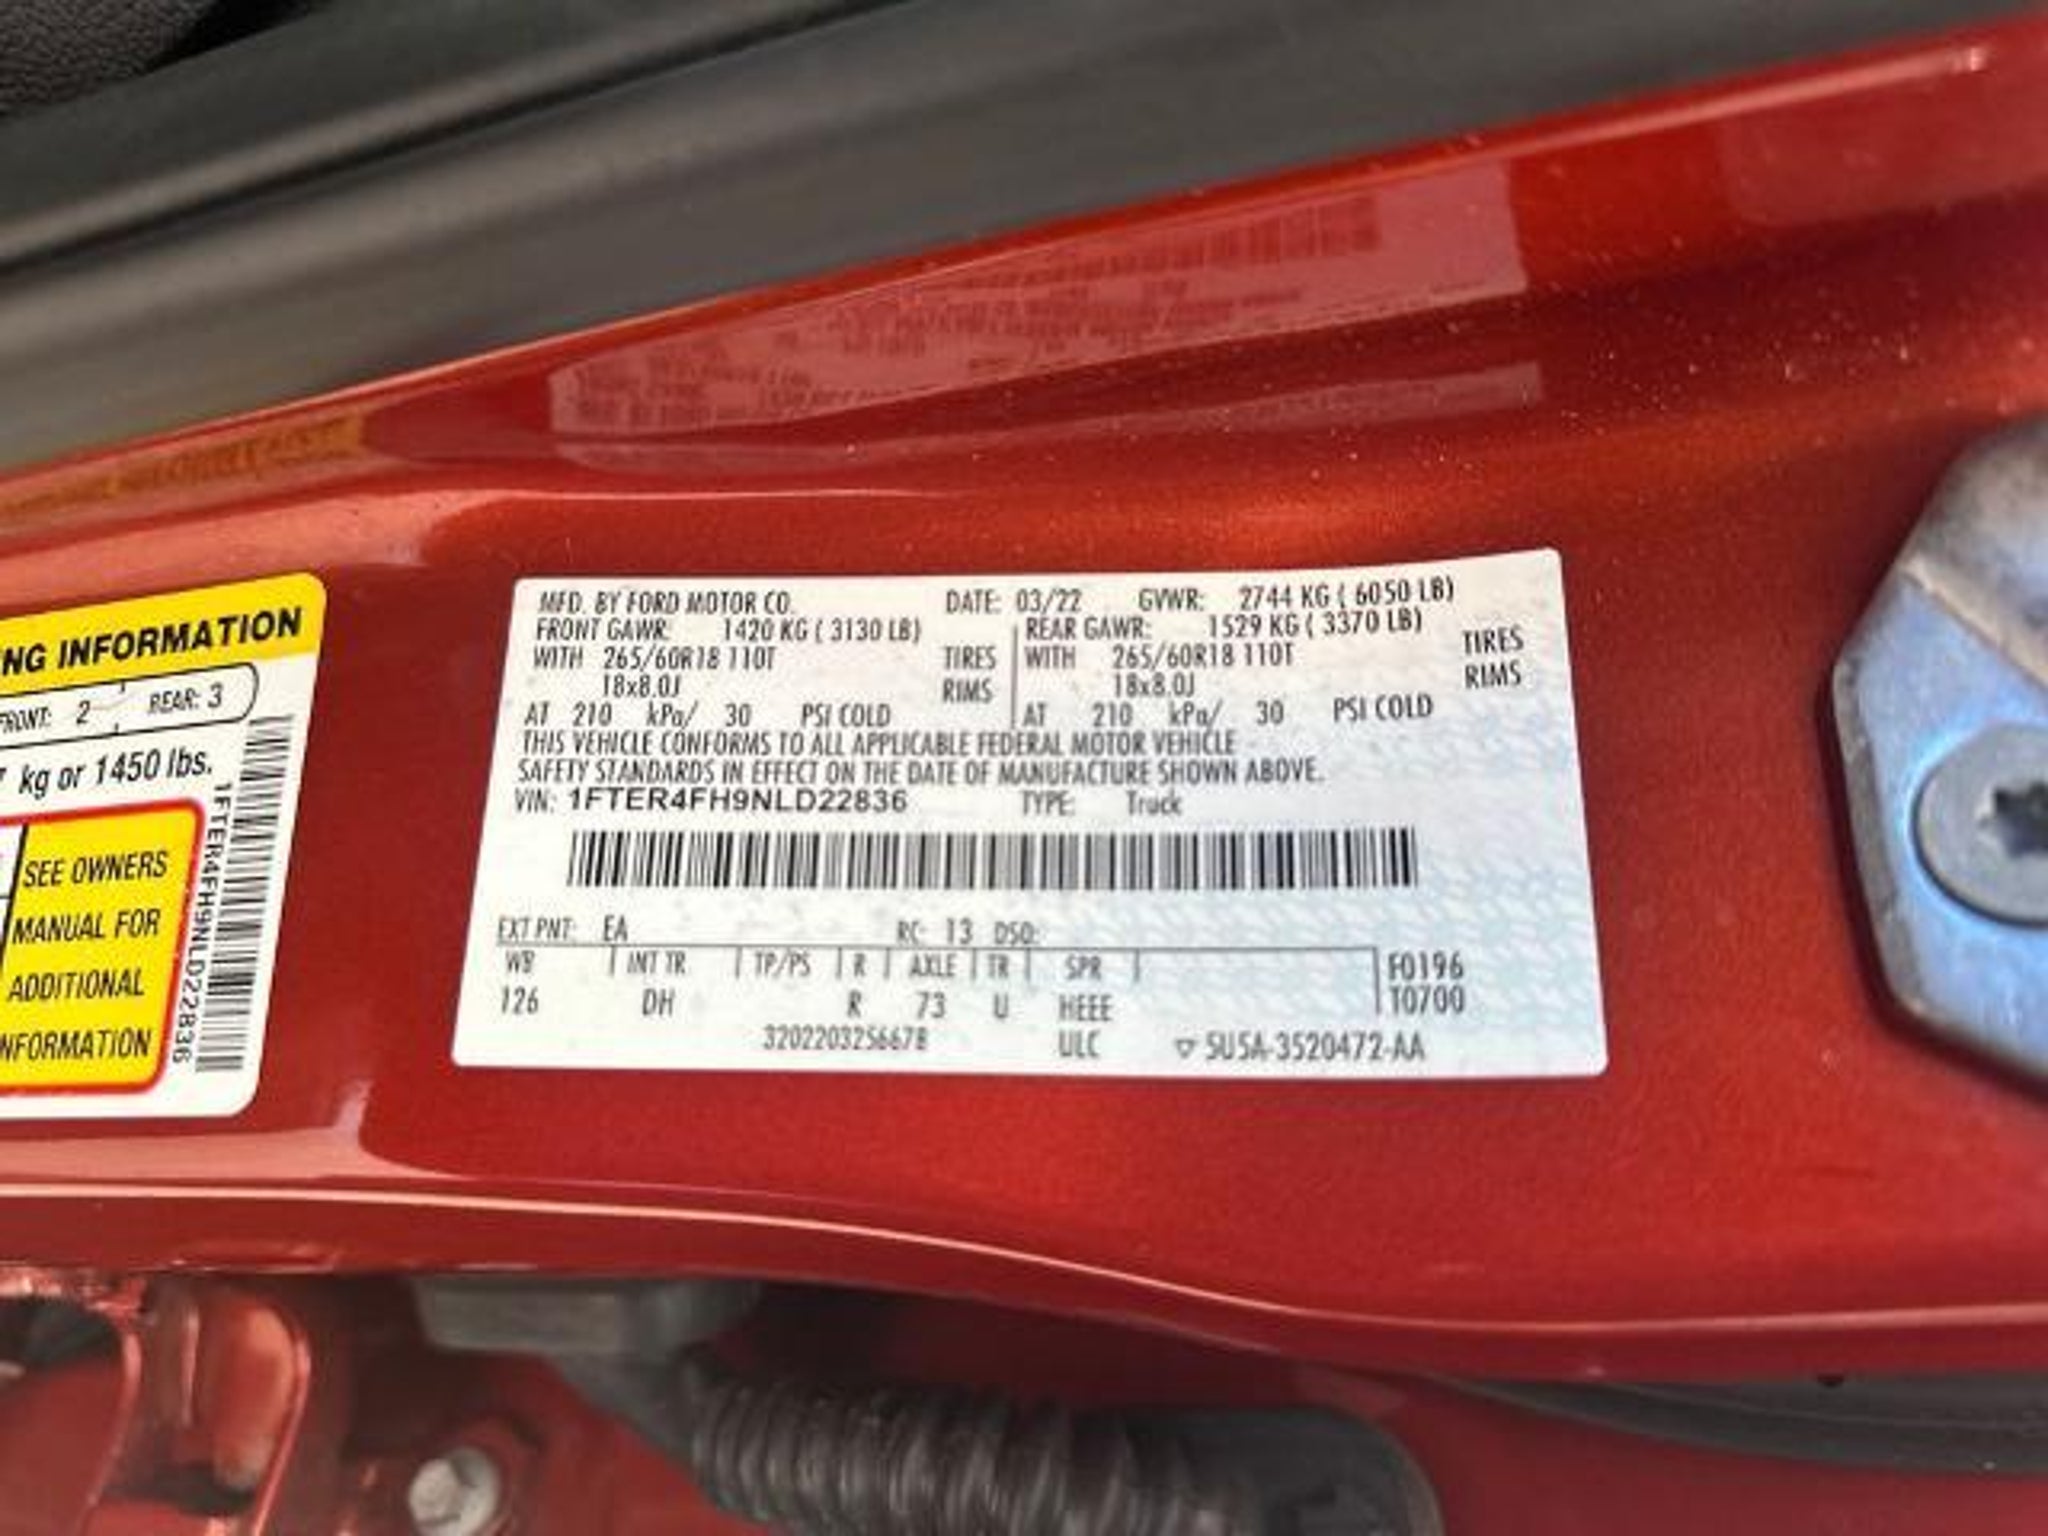 NG INFORMATION
FRONT: 2 REAR: 3
kg or 1450 lbs.
SEE OWNERS
MANUAL FOR
ADDITIONAL
INFORMATION
1FTER4FH9NLD22836
MFD. BY FORD MOTOR CO. DATE: 03/22 GVWR: 2744 KG ( 6050 LB)
FRONT GAWR: 1420 KG ( 3130 LB) REAR GAWR: 1529 KG ( 3370 LB)
WITH 265/60R18 110T TIRES WITH 265/60R18 110T TIRES
18x8.0J RIMS 18x8.0J RIMS
AT 210 kPa/ 30 PSI COLD AT 210 kPa/ 30 PSI COLD
THIS VEHICLE CONFORMS TO ALL APPLICABLE FEDERAL MOTOR VEHICLE
SAFETY STANDARDS IN EFFECT ON THE DATE OF MANUFACTURE SHOWN ABOVE.
VIN: 1FTER4FH9NLD22836 TYPE: Truck
EXT PNT: EA RC: 13 DSO:
WB INT TR TP/PS R AXLE TR SPR F0196
126 DH R 73 U HEEE T0700
3202203256678 ULC ▽ 5U5A-3520472-AA